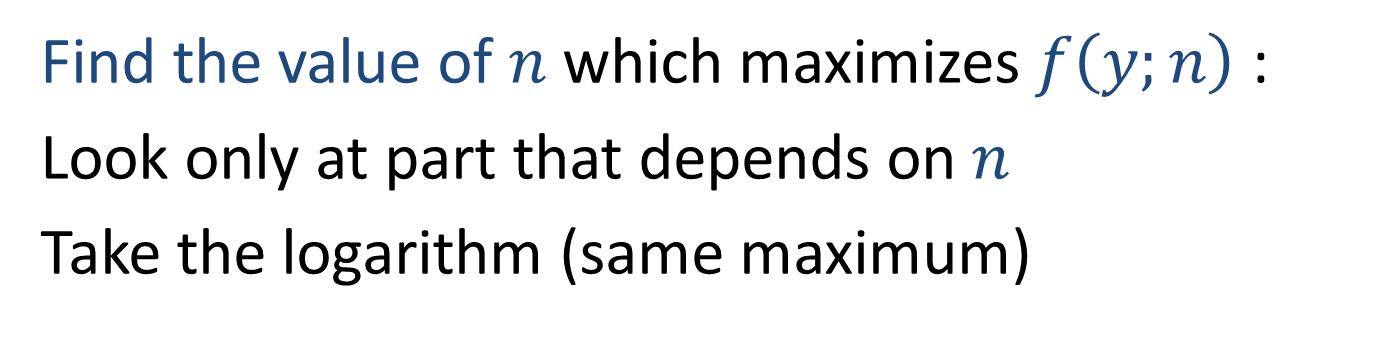 Find the value of n which maximizes f(y; n) :
Look only at part that depends on n
Take the logarithm (same maximum)